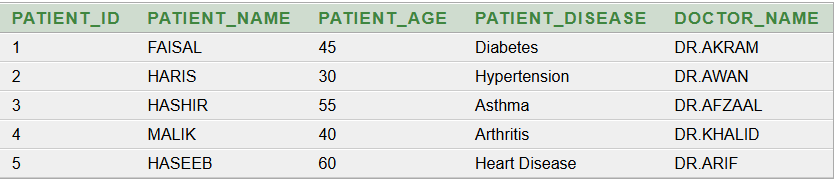 PATIENT_ID PATIENT_NAME PATIENT_AGE PATIENT_DISEASE DOCTOR_NAME
1 FAISAL 45 Diabetes DR.AKRAM
2 HARIS 30 Hypertension DR.AWAN
3 HASHIR 55 Asthma DR.AFZAAL
4 MALIK 40 Arthritis DR.KHALID
5 HASEEB 60 Heart Disease DR.ARIF